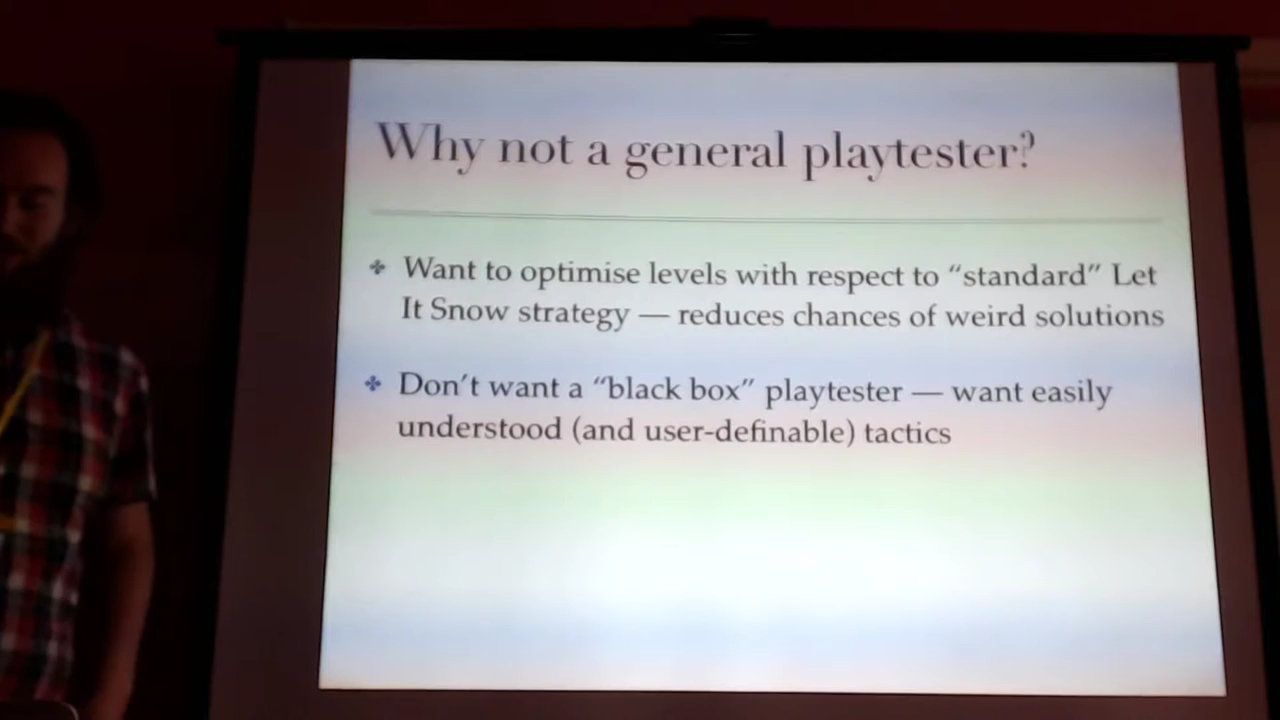 Why not a general playtester?
Want to optimise levels with respect to “standard” Let
It Snow strategy — reduces chances of weird solutions
Don’t want a “black box” playtester — want easily
understood (and user-definable) tactics